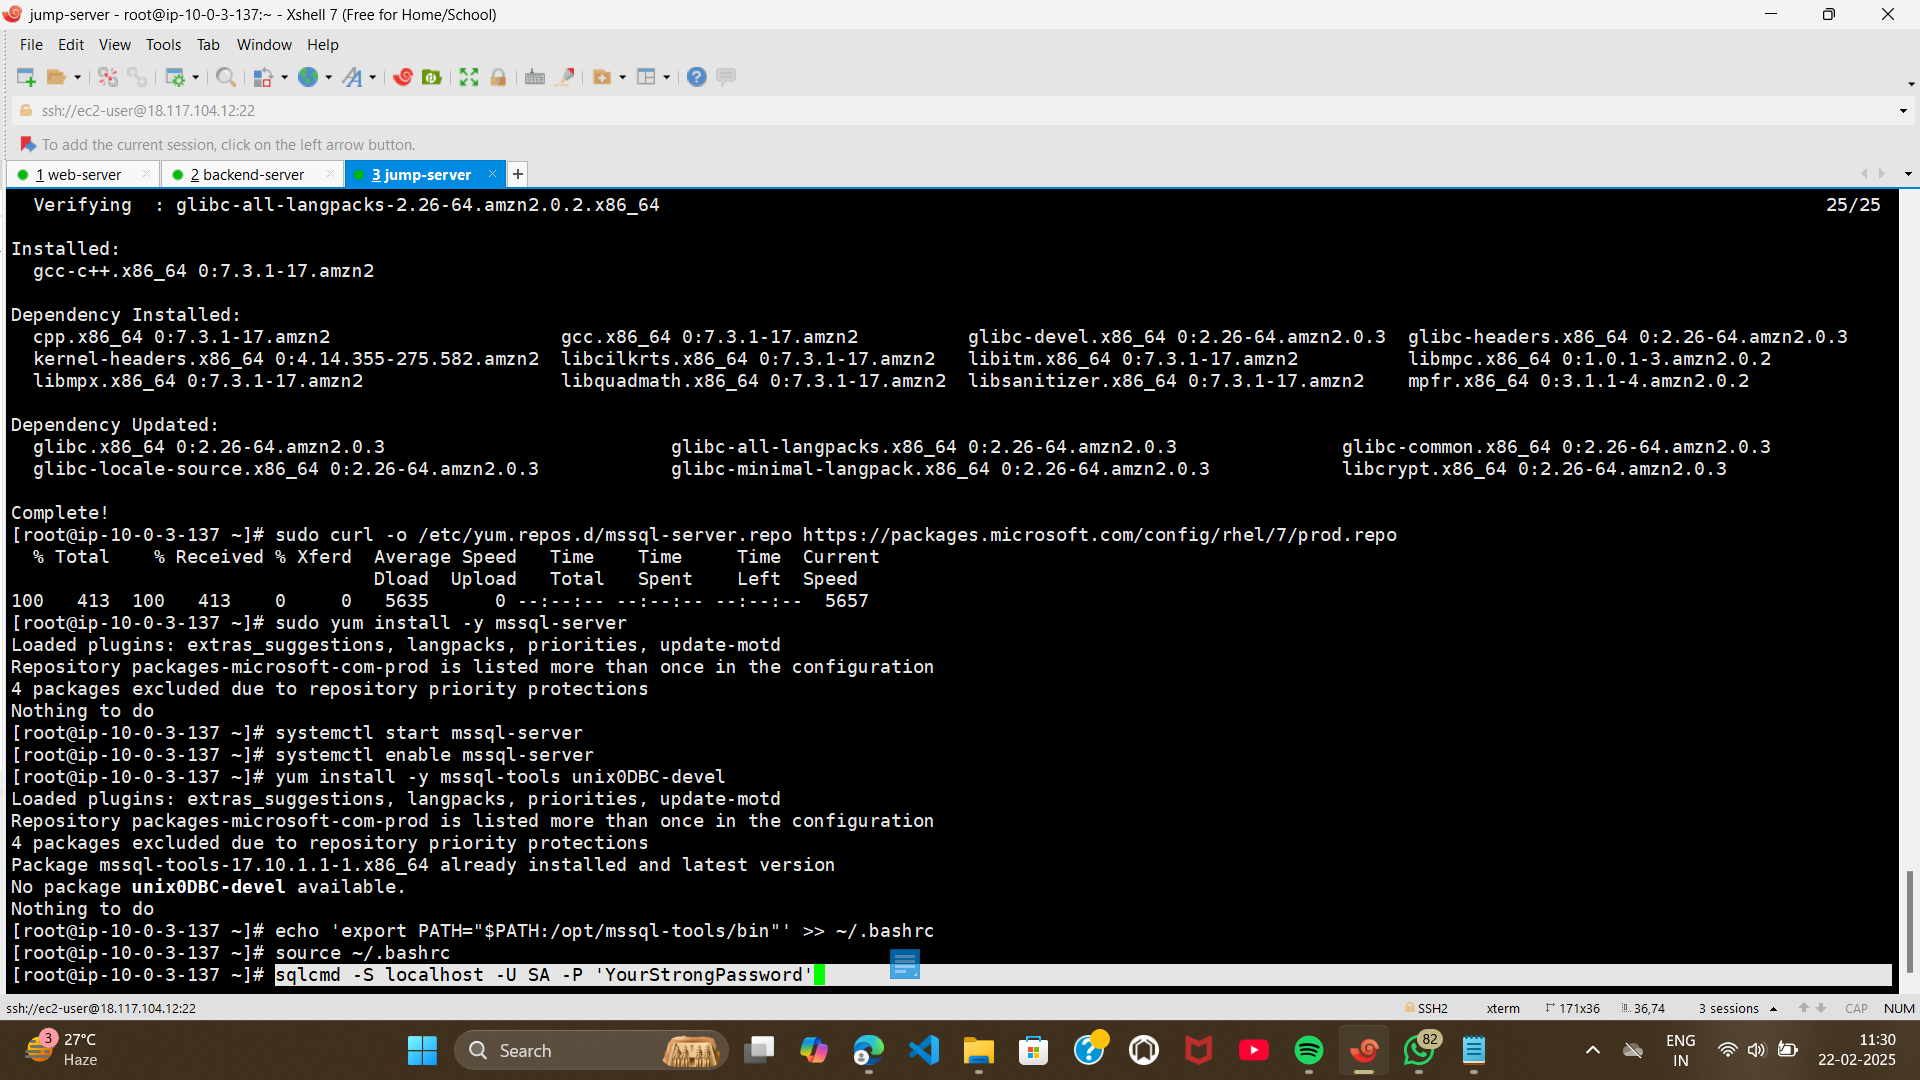 jump-server - root@ip-10-0-3-137:~ - Xshell 7 (Free for Home/School)
File Edit View Tools Tab Window Help
ssh://ec2-user@18.117.104.12:22
To add the current session, click on the left arrow button.
1 web-server 2 backend-server 3 jump-server +
Verifying : glibc-all-langpacks-2.26-64.amzn2.0.2.x86_64 25/25
Installed:
gcc-c++.x86_64 0:7.3.1-17.amzn2
Dependency Installed:
cpp.x86_64 0:7.3.1-17.amzn2 gcc.x86_64 0:7.3.1-17.amzn2 glibc-devel.x86_64 0:2.26-64.amzn2.0.3 glibc-headers.x86_64 0:2.26-64.amzn2.0.3
kernel-headers.x86_64 0:4.14.355-275.582.amzn2 libcilkrts.x86_64 0:7.3.1-17.amzn2 libitm.x86_64 0:7.3.1-17.amzn2 libmpc.x86_64 0:1.0.1-3.amzn2.0.2
libmpx.x86_64 0:7.3.1-17.amzn2 libquadmath.x86_64 0:7.3.1-17.amzn2 libsanitizer.x86_64 0:7.3.1-17.amzn2 mpfr.x86_64 0:3.1.1-4.amzn2.0.2
Dependency Updated:
glibc.x86_64 0:2.26-64.amzn2.0.3 glibc-all-langpacks.x86_64 0:2.26-64.amzn2.0.3 glibc-common.x86_64 0:2.26-64.amzn2.0.3
glibc-locale-source.x86_64 0:2.26-64.amzn2.0.3 glibc-minimal-langpack.x86_64 0:2.26-64.amzn2.0.3 libcrypt.x86_64 0:2.26-64.amzn2.0.3
Complete!
[root@ip-10-0-3-137 ~]# sudo curl -o /etc/yum.repos.d/mssql-server.repo https://packages.microsoft.com/config/rhel/7/prod.repo
% Total % Received % Xferd Average Speed Time Time Time Current
Dload Upload Total Spent Left Speed
100 413 100 413 0 0 5635 0 --:--:-- --:--:-- --:--:-- 5657
[root@ip-10-0-3-137 ~]# sudo yum install -y mssql-server
Loaded plugins: extras_suggestions, langpacks, priorities, update-motd
Repository packages-microsoft-com-prod is listed more than once in the configuration
4 packages excluded due to repository priority protections
Nothing to do
[root@ip-10-0-3-137 ~]# systemctl start mssql-server
[root@ip-10-0-3-137 ~]# systemctl enable mssql-server
[root@ip-10-0-3-137 ~]# yum install -y mssql-tools unix0DBC-devel
Loaded plugins: extras_suggestions, langpacks, priorities, update-motd
Repository packages-microsoft-com-prod is listed more than once in the configuration
4 packages excluded due to repository priority protections
Package mssql-tools-17.10.1.1-1.x86_64 already installed and latest version
No package unix0DBC-devel available.
Nothing to do
[root@ip-10-0-3-137 ~]# echo 'export PATH="$PATH:/opt/mssql-tools/bin"' >> ~/.bashrc
[root@ip-10-0-3-137 ~]# source ~/.bashrc
[root@ip-10-0-3-137 ~]# sqlcmd -S localhost -U SA -P 'YourStrongPassword'
ssh://ec2-user@18.117.104.12:22 SSH2 xterm 171x36 36,74 3 sessions CAP NUM
3 27°C
Haze
Search
82
ENG
IN
11:30
22-02-2025